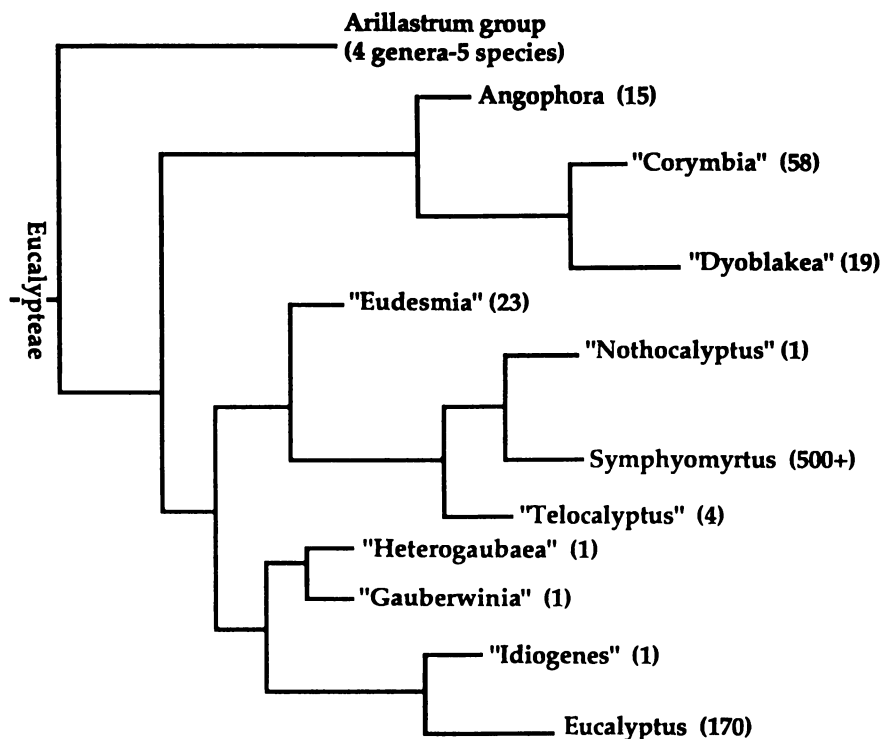 Arillastrum group
(4 genera-5 species)
Angophora (15)
"Corymbia" (58)
"Dyoblakea" (19)
Eucalypteae
"Eudesmia" (23)
"Nothocalyptus" (1)
Symphyomyrtus (500+)
"Telocalyptus" (4)
"Heterogaubaea" (1)
"Gauberwinia" (1)
"Idiogenes" (1)
Eucalyptus (170)